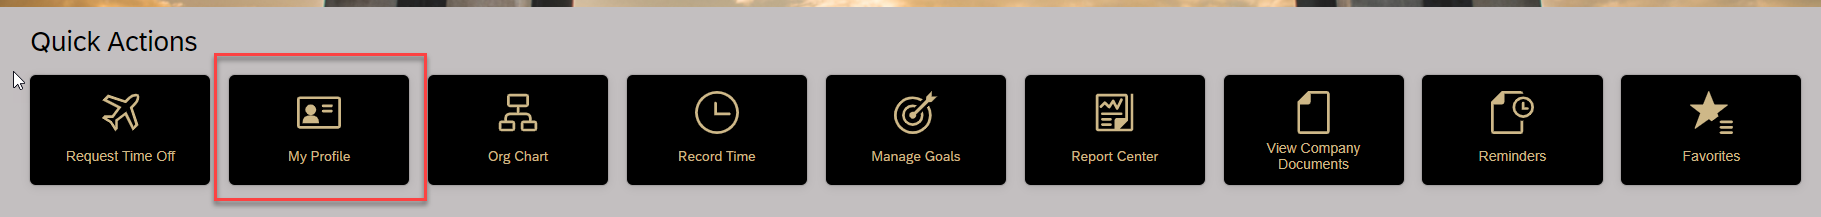 Quick Actions
Request Time Off
My Profile
Org Chart
Record Time
Manage Goals
Report Center
View Company
Documents
Reminders
Favorites